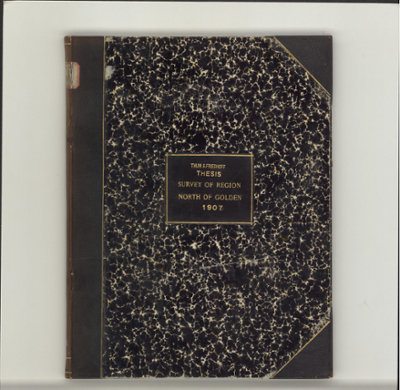 THESIS
SURVEY OF REGION
NORTH OF GOLDEN
1907